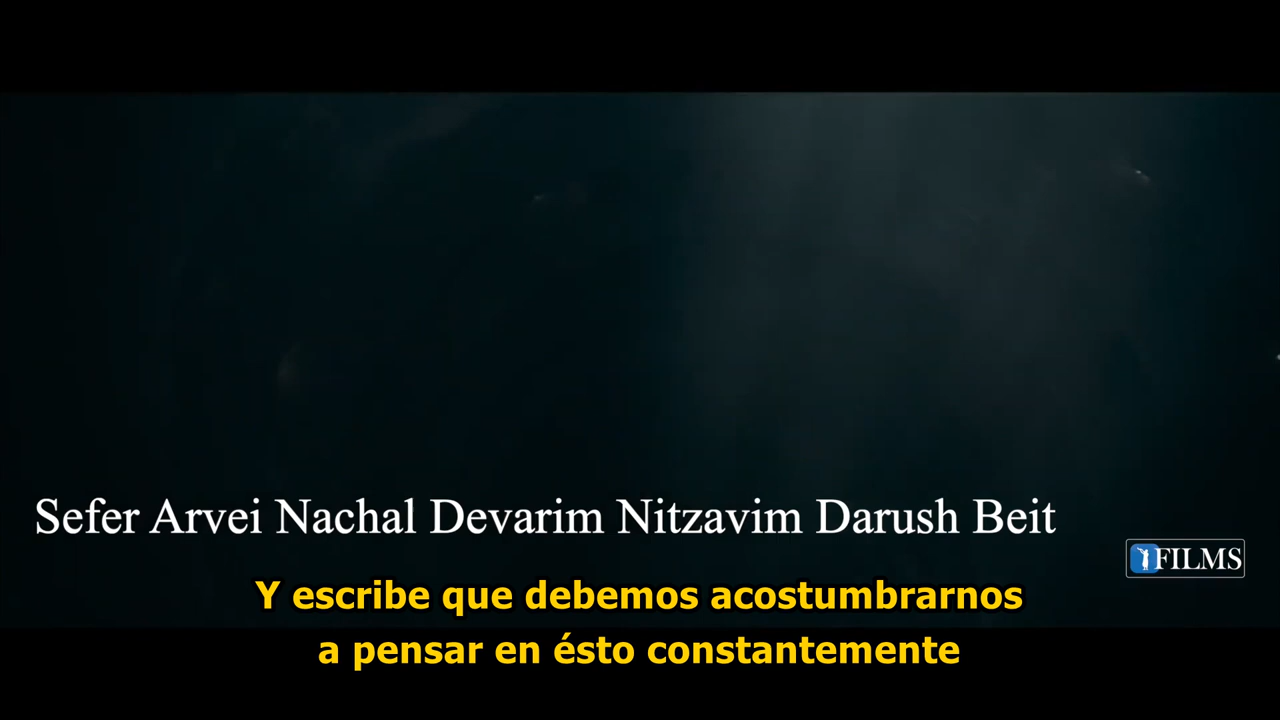 Sefer Arvei Nachal Devarim Nitzavim Darush Beit
FILMS
Y escribe que debemos acostumbrarnos
a pensar en ésto constantemente